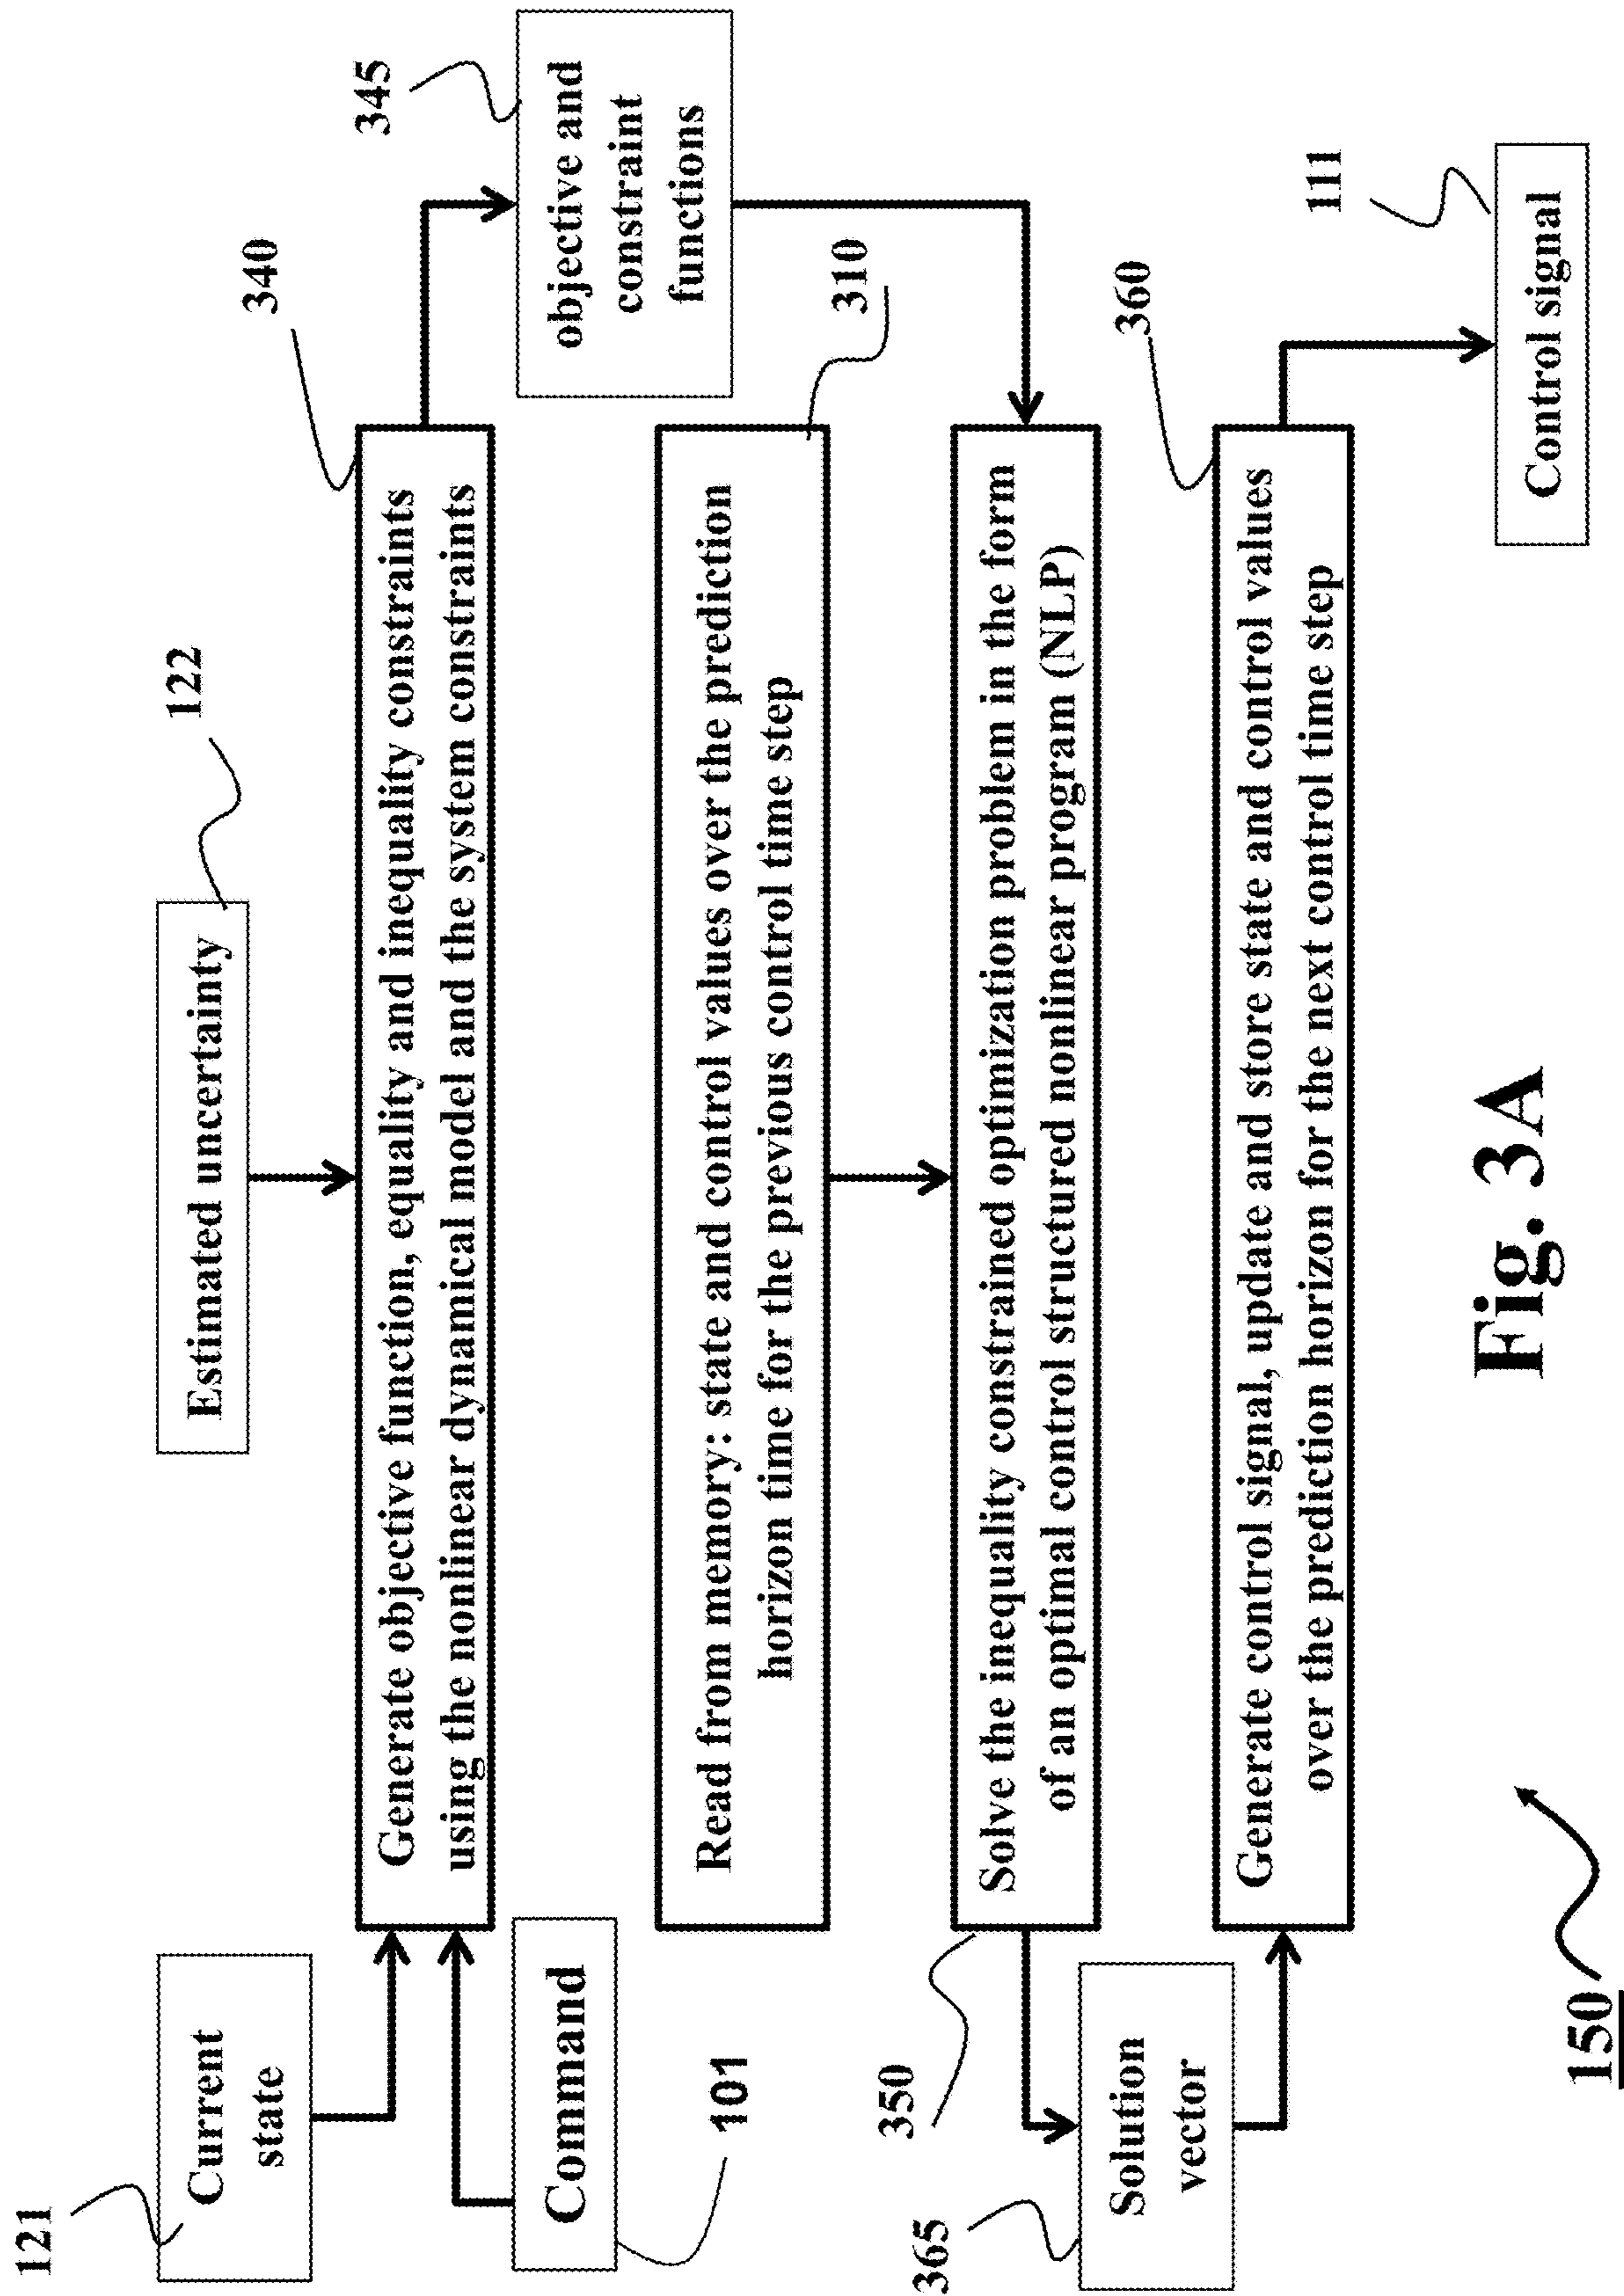 Estimated uncertainty
122
121
Current
state
340
Generate objective function, equality and inequality constraints
using the nonlinear dynamical model and the system constraints
345
Command
101
objective and
constraint
functions
310
Read from memory: state and control values over the prediction
horizon time for the previous control time step
350
Solve the inequality constrained optimization problem in the form
of an optimal control structured nonlinear program (NLP)
365
Solution
vector
360
Generate control signal, update and store state and control values
over the prediction horizon for the next control time step
111
Control signal
150
Fig. 3A